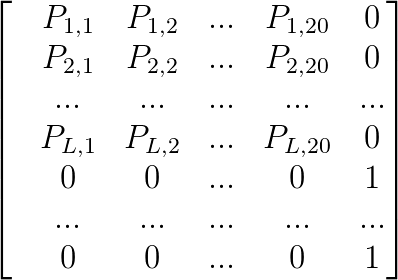 P_{1,1} P_{1,2} ... P_{1,20} 0
P_{2,1} P_{2,2} ... P_{2,20} 0
... ... ... ... ...
P_{L,1} P_{L,2} ... P_{L,20} 0
0 0 ... 0 1
... ... ... ... ...
0 0 ... 0 1